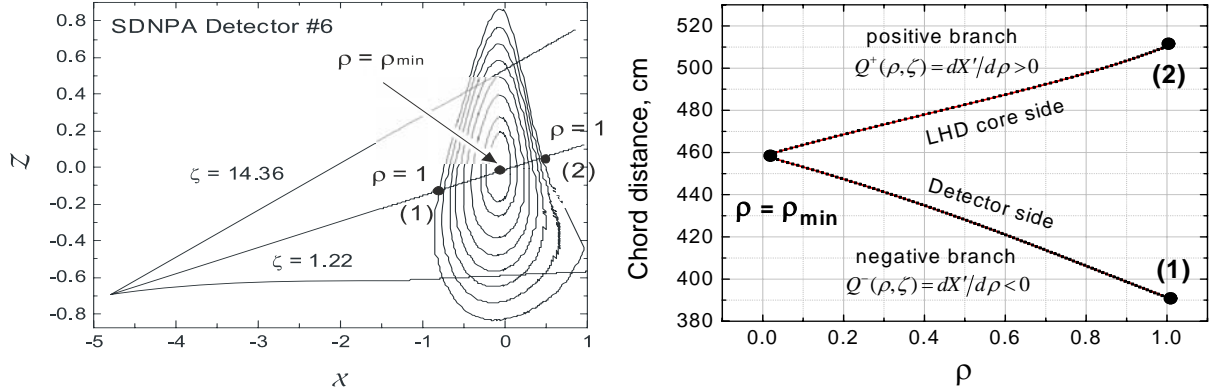 SDNPA Detector #6
0.8
0.6
0.4
0.2
0.0
-0.2
-0.4
-0.6
-0.8
Z
ρ = ρmin
ρ = 1
(2)
ρ = 1
(1)
ζ = 14.36
ζ = 1.22
-5
-4
-3
-2
-1
0
1
x
Chord distance, cm
520
500
480
460
440
420
400
380
positive branch
Q⁺(ρ,ζ) = dX′/dρ>0
(2)
LHD core side
Detector side
ρ = ρmin
negative branch
Q⁻(ρ,ζ) = dX′/dρ<0
(1)
0.0
0.2
0.4
0.6
0.8
1.0
ρ